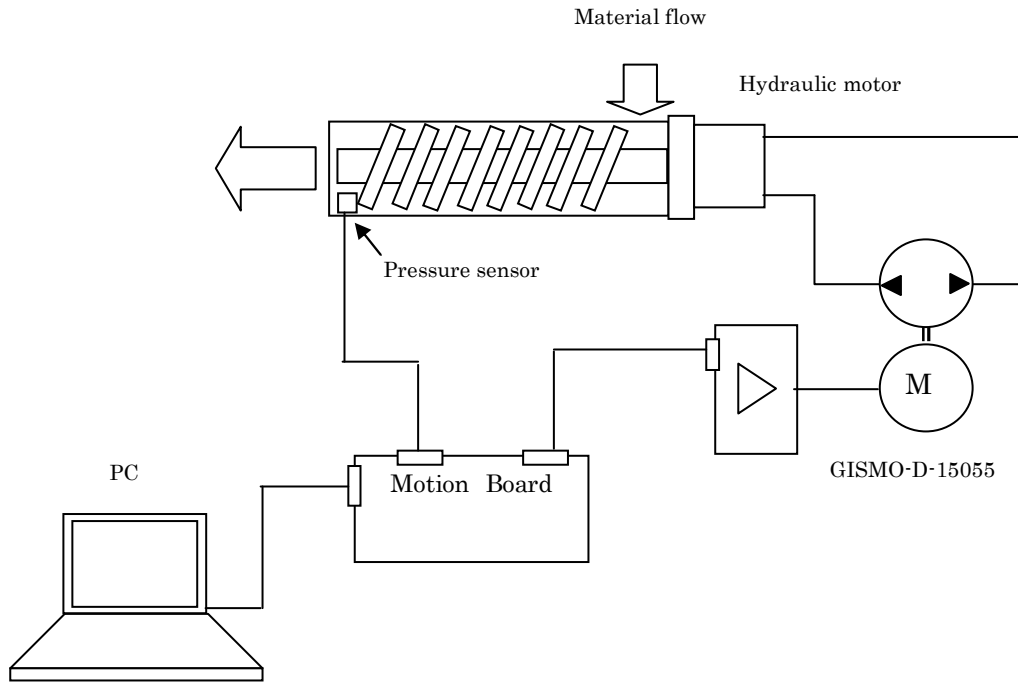 Material flow
Hydraulic motor
Pressure sensor
M
GISMO-D-15055
PC
Motion Board